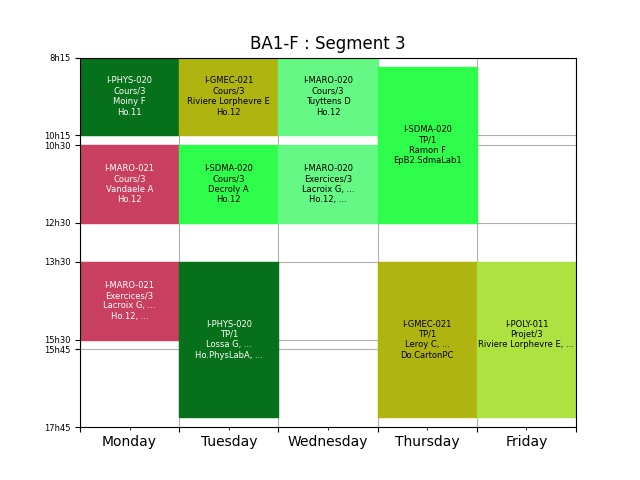 BA1-F : Segment 3
8h15
10h15
10h30
12h30
13h30
15h30
15h45
17h45
I-PHYS-020
Cours/3
Moiny F
Ho.11
I-GMEC-021
Cours/3
Riviere Lorphevre E
Ho.12
I-MARO-020
Cours/3
Tuyttens D
Ho.12
I-SDMA-020
TP/1
Ramon F
EpB2.SdmaLab1
I-MARO-021
Cours/3
Vandaele A
Ho.12
I-SDMA-020
Cours/3
Decroly A
Ho.12
I-MARO-020
Exercices/3
Lacroix G, ...
Ho.12, ...
I-MARO-021
Exercices/3
Lacroix G, ...
Ho.12, ...
I-PHYS-020
TP/1
Lossa G, ...
Ho.PhysLabA, ...
I-GMEC-021
TP/1
Leroy C, ...
Do.CartonPC
I-POLY-011
Projet/3
Riviere Lorphevre E, ...
Monday
Tuesday
Wednesday
Thursday
Friday